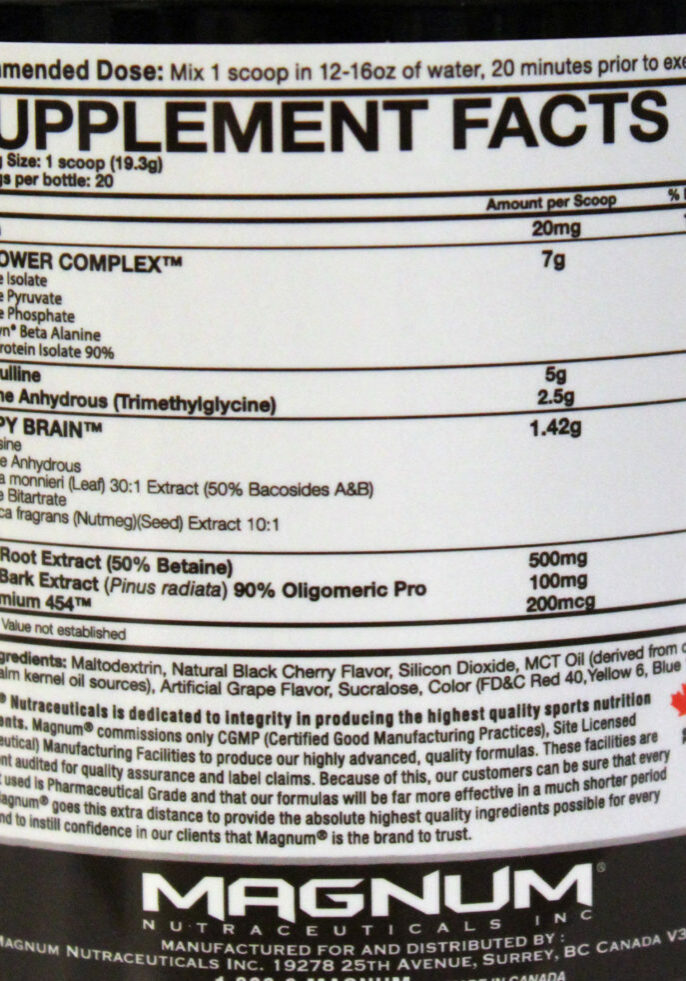 mmended Dose: Mix 1 scoop in 12-16oz of water, 20 minutes prior to exe
UPPLEMENT FACTS
g Size: 1 scoop (19.3g)
gs per bottle: 20
Amount per Scoop %
20mg
OWER COMPLEX™ 7g
e Isolate
e Pyruvate
e Phosphate
yn® Beta Alanine
rotein Isolate 90%
ulline 5g
ne Anhydrous (Trimethylglycine) 2.5g
PY BRAIN™ 1.42g
sine
e Anhydrous
a monnieri (Leaf) 30:1 Extract (50% Bacosides A&B)
e Bitartrate
ca fragrans (Nutmeg)(Seed) Extract 10:1
Root Extract (50% Betaine) 500mg
Bark Extract (Pinus radiata) 90% Oligomeric Pro 100mg
mium 454™ 200mcg
Value not established
gredients: Maltodextrin, Natural Black Cherry Flavor, Silicon Dioxide, MCT Oil (derived from c
alm kernel oil sources), Artificial Grape Flavor, Sucralose, Color (FD&C Red 40,Yellow 6, Blue
® Nutraceuticals is dedicated to integrity in producing the highest quality sports nutrition
ents. Magnum® commissions only CGMP (Certified Good Manufacturing Practices), Site Licensed
eutical) Manufacturing Facilities to produce our highly advanced, quality formulas. These facilities are
nt audited for quality assurance and label claims. Because of this, our customers can be sure that every
t used is Pharmaceutical Grade and that our formulas will be far more effective in a much shorter period
agnum® goes this extra distance to provide the absolute highest quality ingredients possible for every
nd to instill confidence in our clients that Magnum® is the brand to trust.
MAGNUM®
NUTRACEUTICALS INC
MANUFACTURED FOR AND DISTRIBUTED BY:
MAGNUM NUTRACEUTICALS INC. 19278 25TH AVENUE, SURREY, BC CANADA V3
IN CANADA